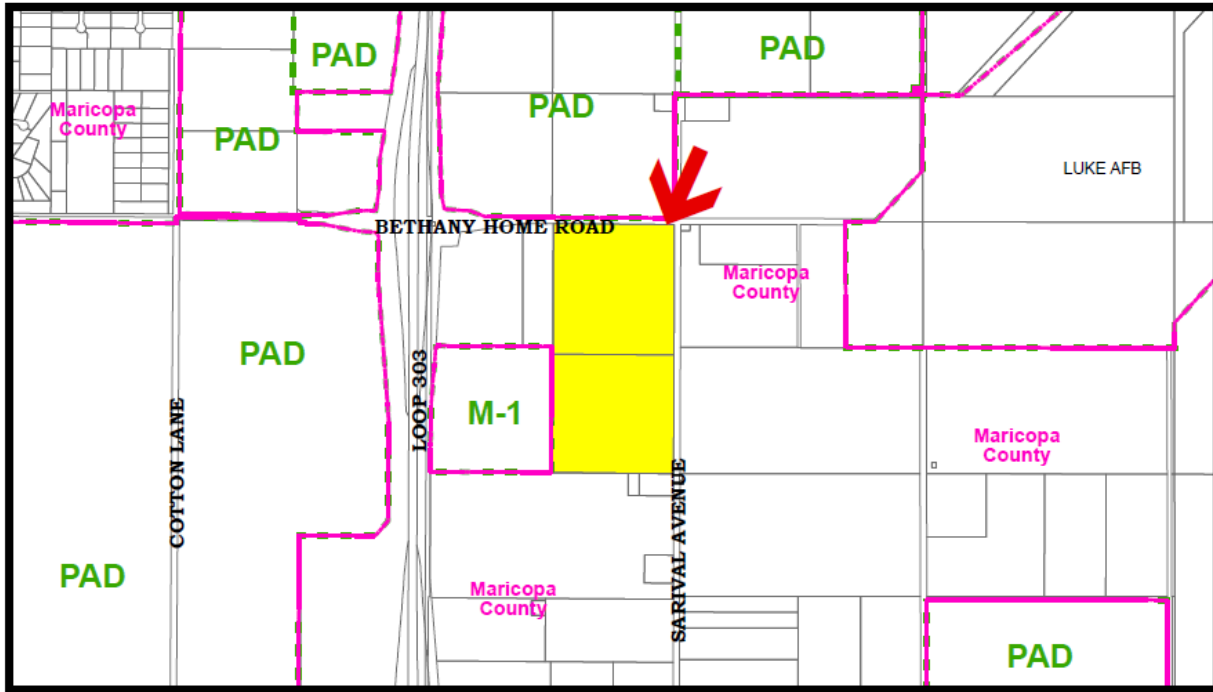 PAD
PAD
Maricopa
County
PAD
PAD
LUKE AFB
BETHANY HOME ROAD
Maricopa
County
PAD
LOOP 303
M-1
COTTON LANE
Maricopa
County
SARIVAL AVENUE
PAD
Maricopa
County
PAD